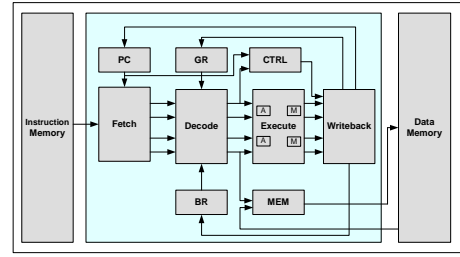 PC
GR
CTRL
Instruction
Memory
Fetch
Decode
A
M
Execute
A
M
Writeback
Data
Memory
BR
MEM